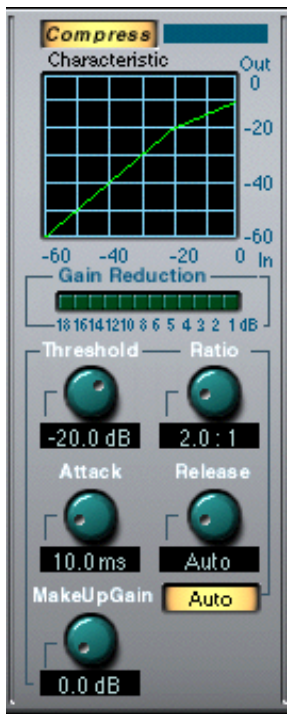 Compress
Characteristic
Out
0
-20
-40
-60
-60 -40 -20 0 In
Gain Reduction
18 16 14 12 10 8 6 5 4 3 2 1 dB
Threshold Ratio
-20.0 dB 2.0 : 1
Attack Release
10.0 ms Auto
MakeUpGain Auto
0.0 dB